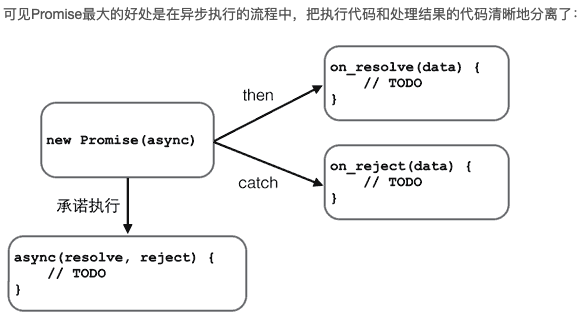 可见Promise最大的好处是在异步执行的流程中，把执行代码和处理结果的代码清晰地分离了：
on_resolve(data) {
// TODO
}
then
new Promise(async)
on_reject(data) {
// TODO
}
catch
承诺执行
async(resolve, reject) {
// TODO
}